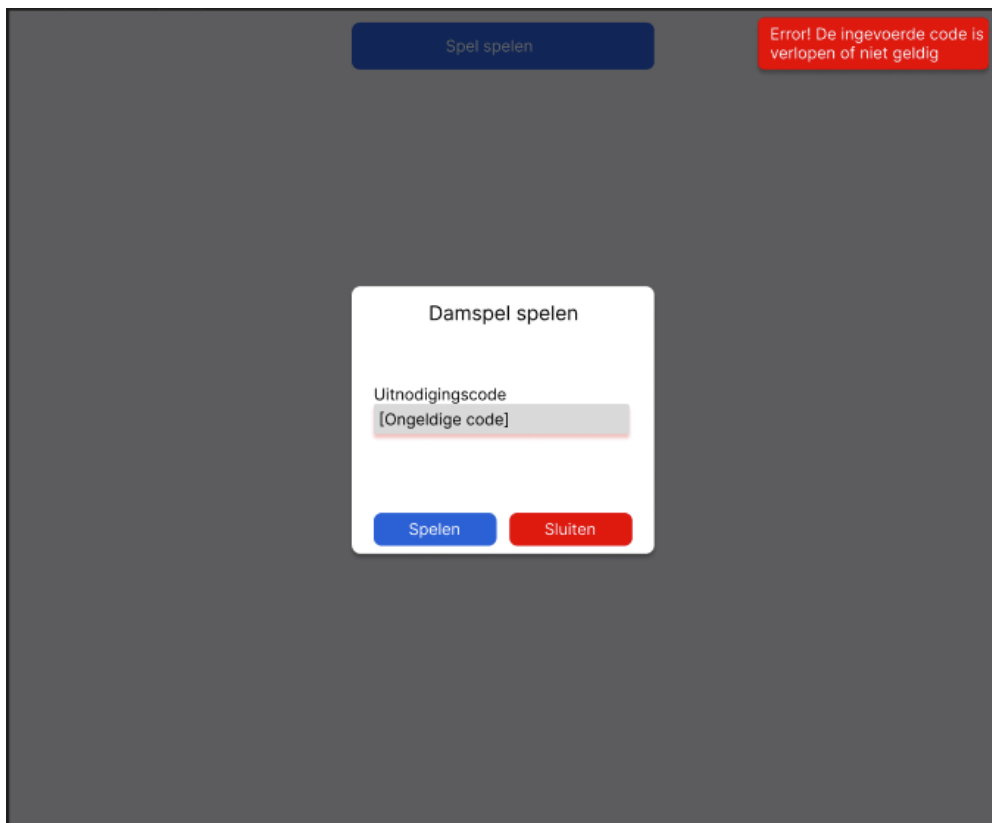 Spel spelen
Error! De ingevoerde code is
verlopen of niet geldig
Damspel spelen
Uitnodigingscode
[Ongeldige code]
Spelen
Sluiten